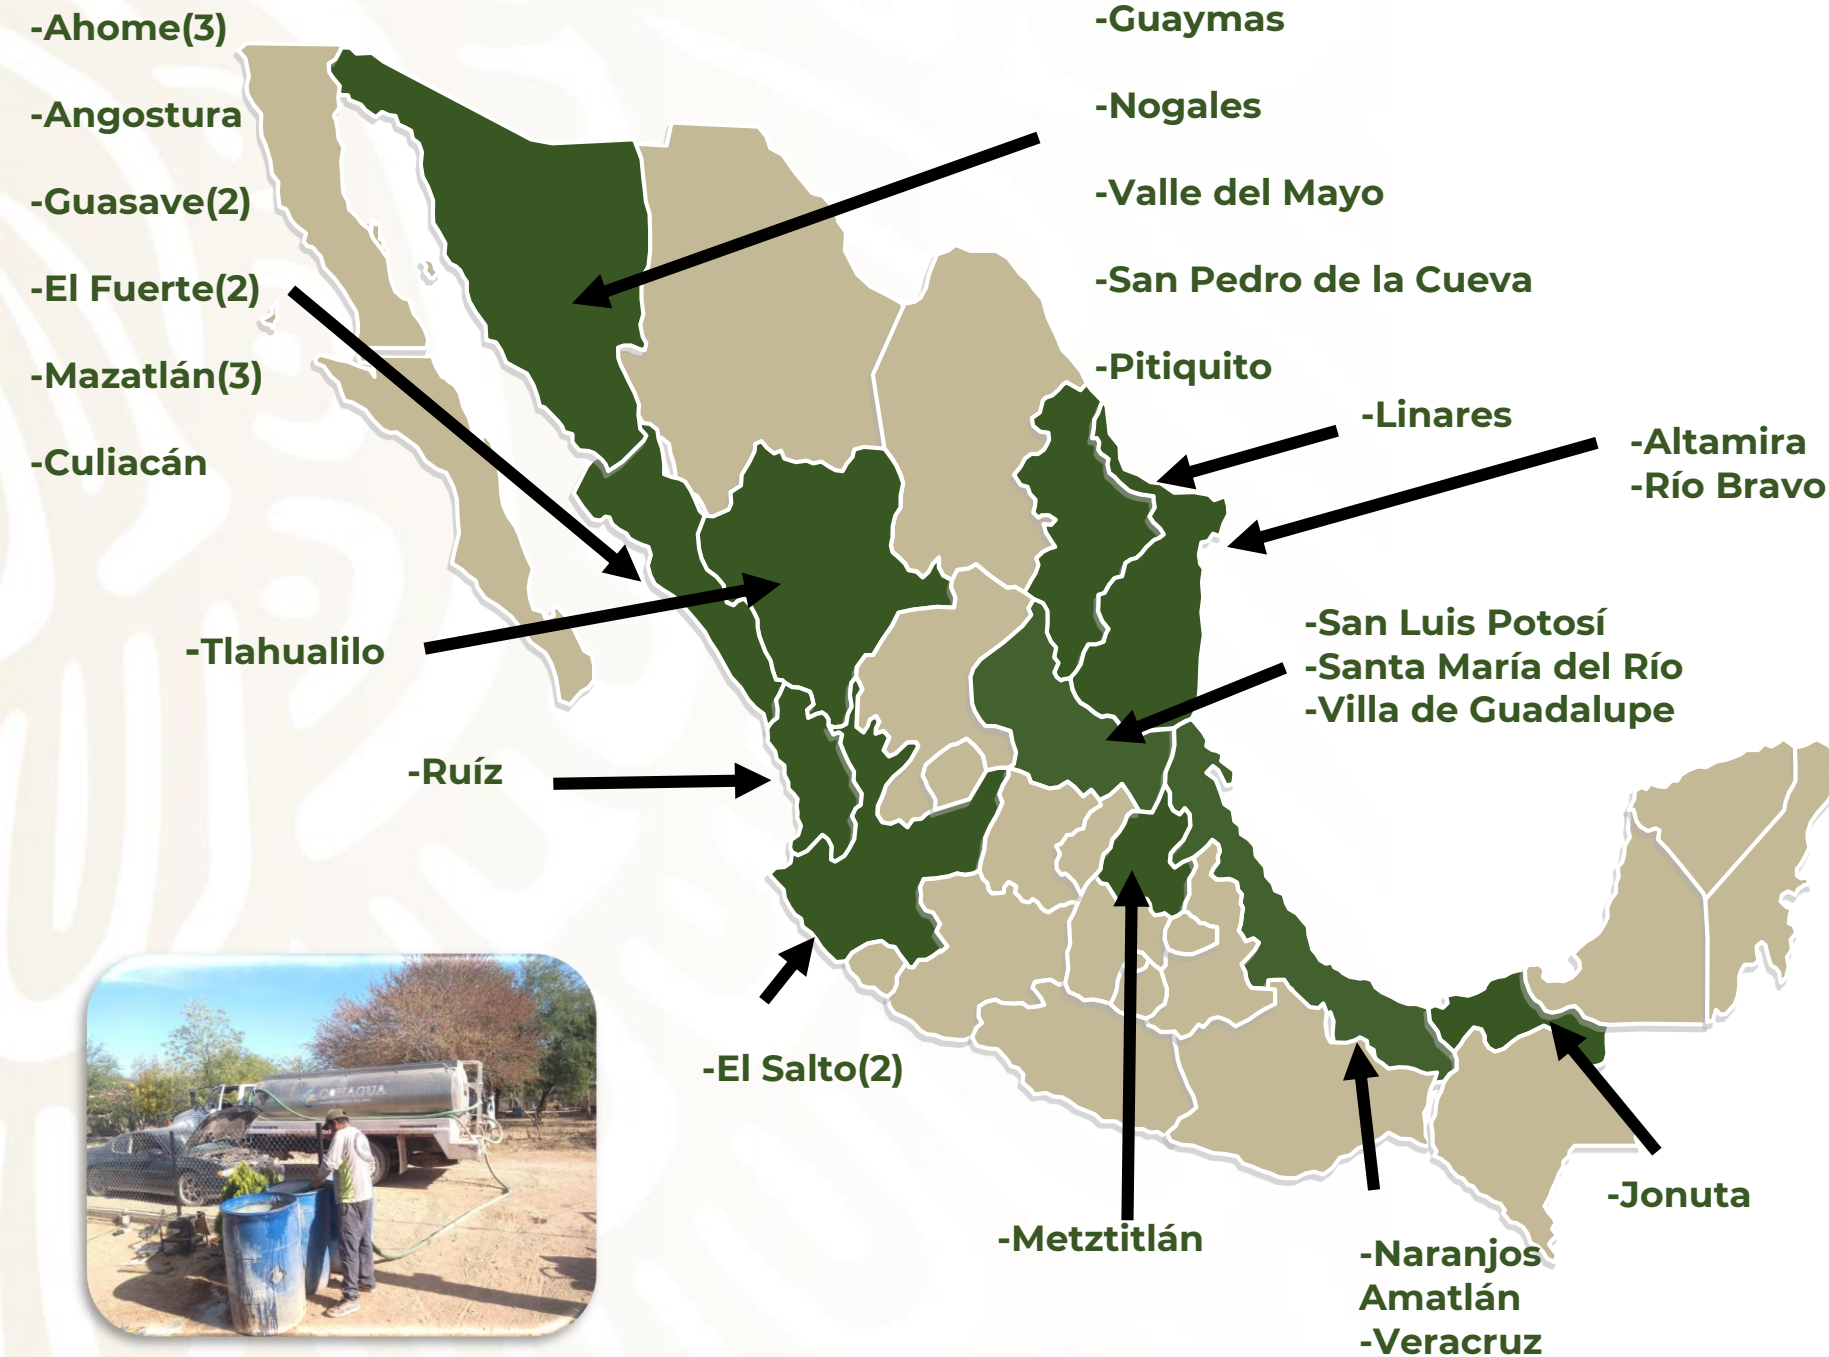 -Ahome(3)
-Angostura
-Guasave(2)
-El Fuerte(2)
-Mazatlán(3)
-Culiacán
-Guaymas
-Nogales
-Valle del Mayo
-San Pedro de la Cueva
-Pitiquito
-Linares
-Altamira
-Río Bravo
-San Luis Potosí
-Santa María del Río
-Villa de Guadalupe
-Tlahualilo
-Ruíz
-El Salto(2)
-Metztitlán
-Naranjos
Amatlán
-Veracruz
-Jonuta
CONAGUA